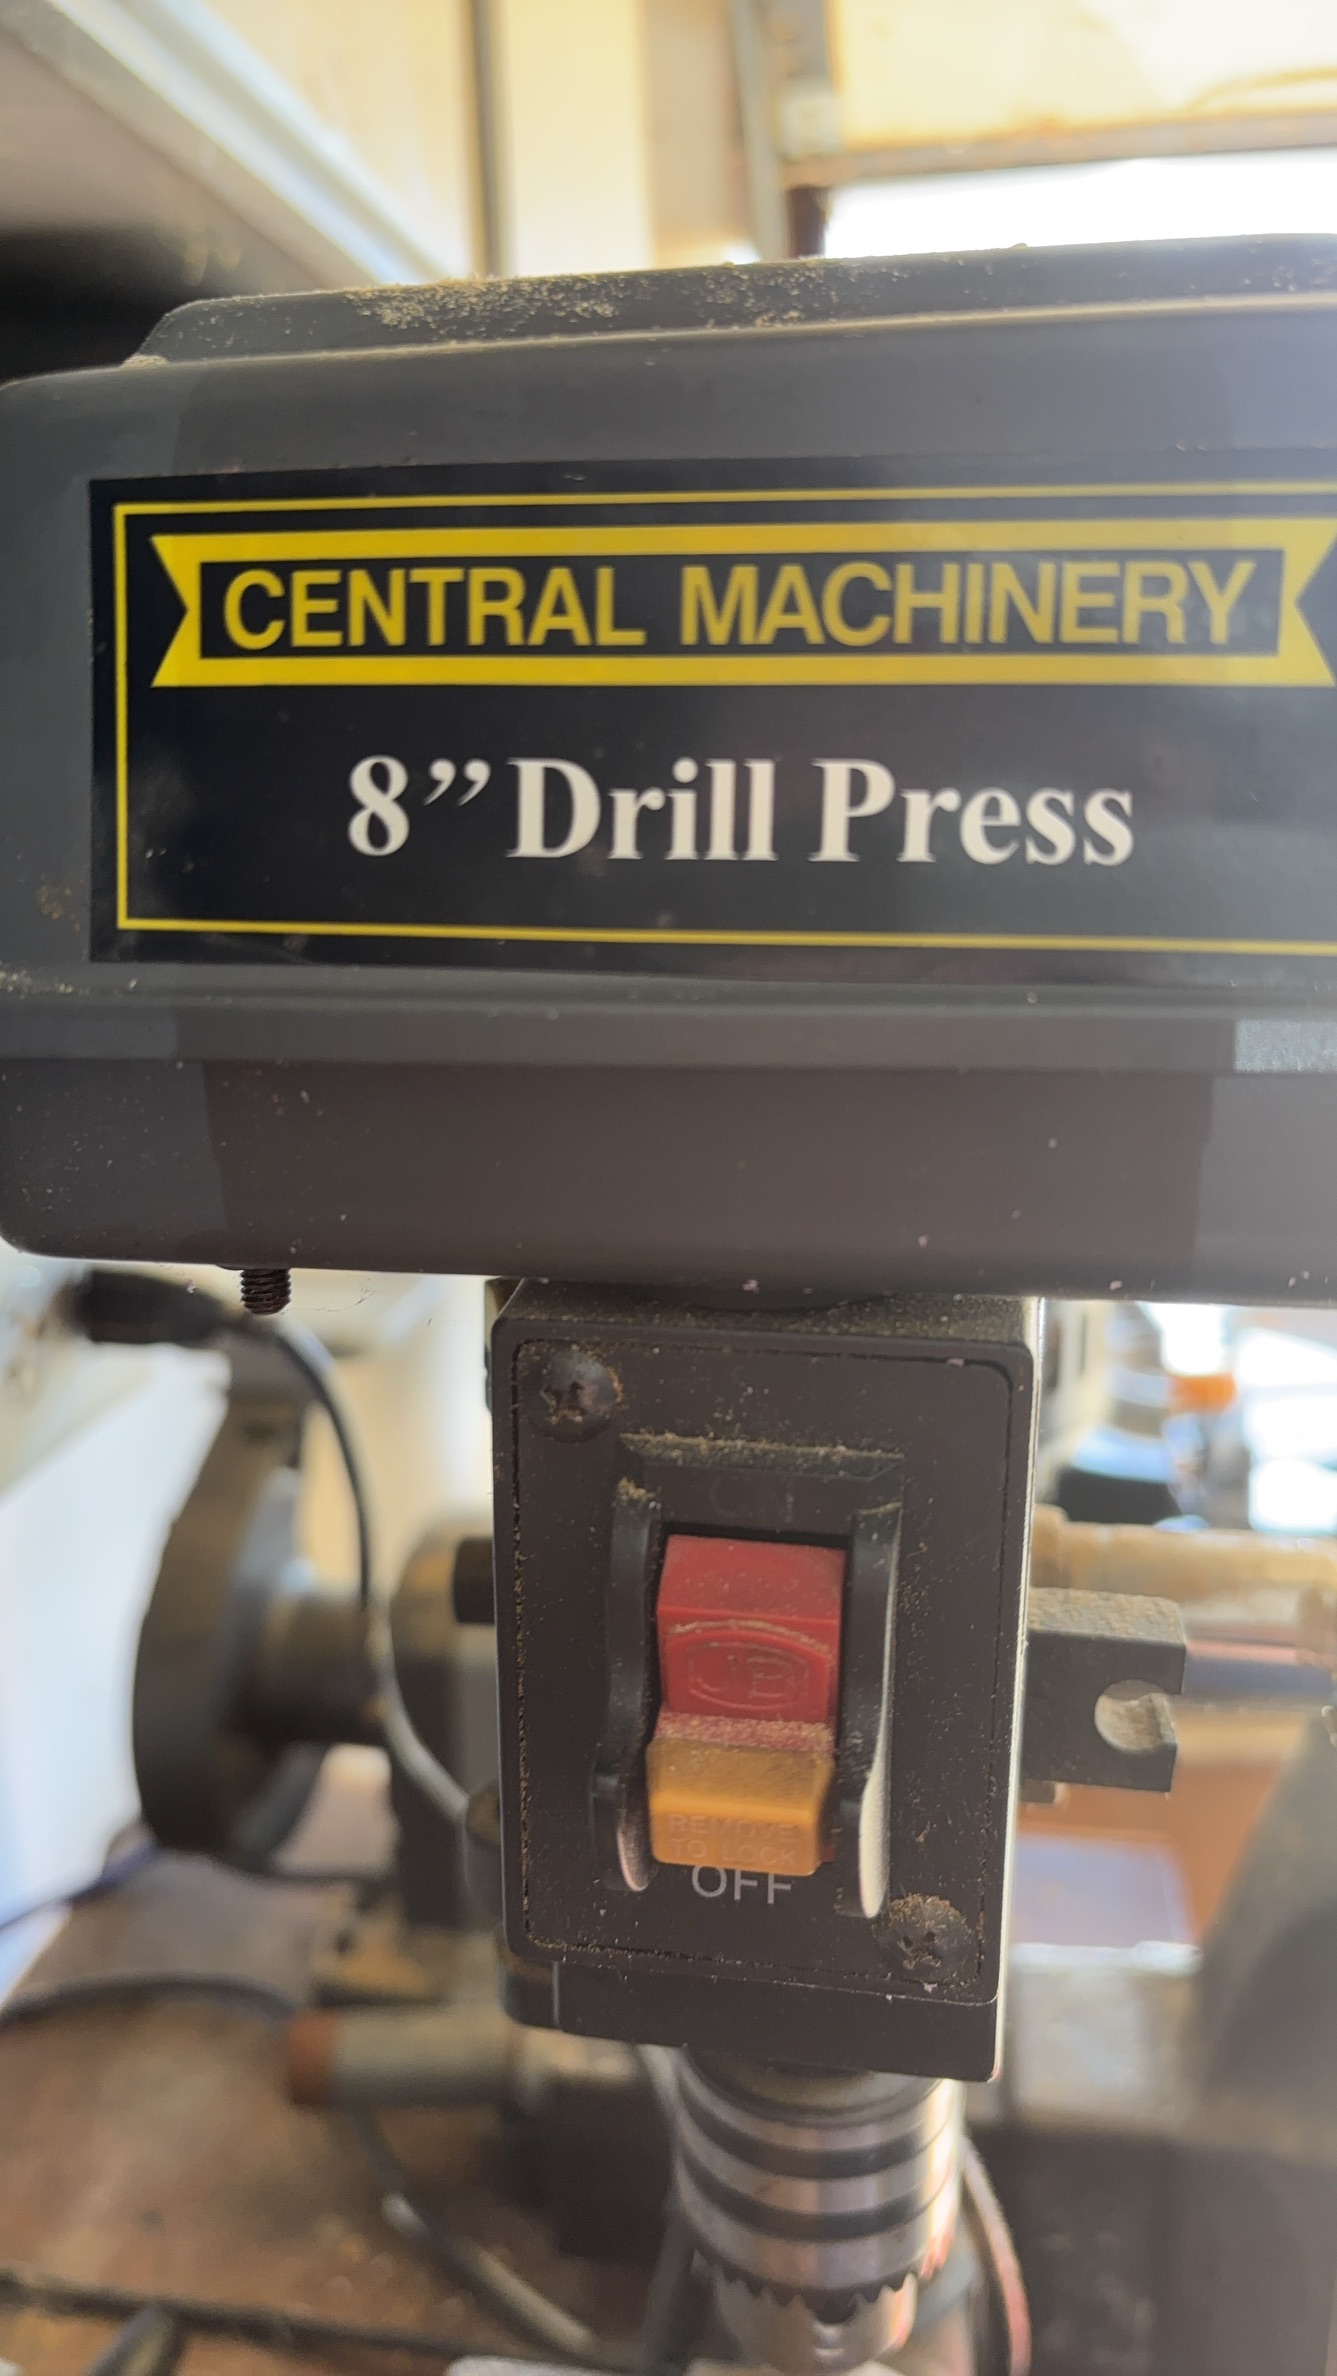 CENTRAL MACHINERY
8” Drill Press
REMOVE
TO LOCK
OFF